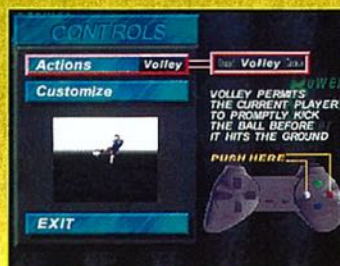 CONTROLS
Actions Volley
Volley
Customize
VOLLEY PERMITS
THE CURRENT PLAYER
TO PROMPTLY KICK
THE BALL BEFORE
IT HITS THE GROUND
PUSH HERE
EXIT